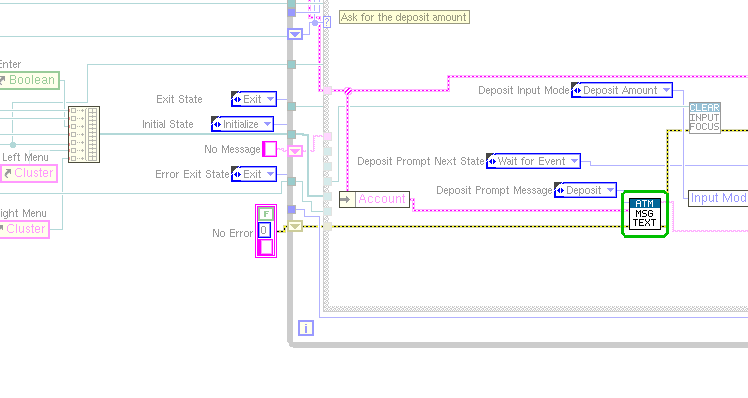 ?
Ask for the deposit amount
Enter
Boolean
Deposit Input Mode
Deposit Amount
Exit State
Exit
CLEAR
INPUT
FOCUS
Initial State
Initialize
No Message
Left Menu
Cluster
Deposit Prompt Next State
Wait for Event
Error Exit State
Exit
Deposit Prompt Message
Deposit
Account
Input Mod
ATM
MSG
TEXT
ight Menu
Cluster
F
0
No Error
i